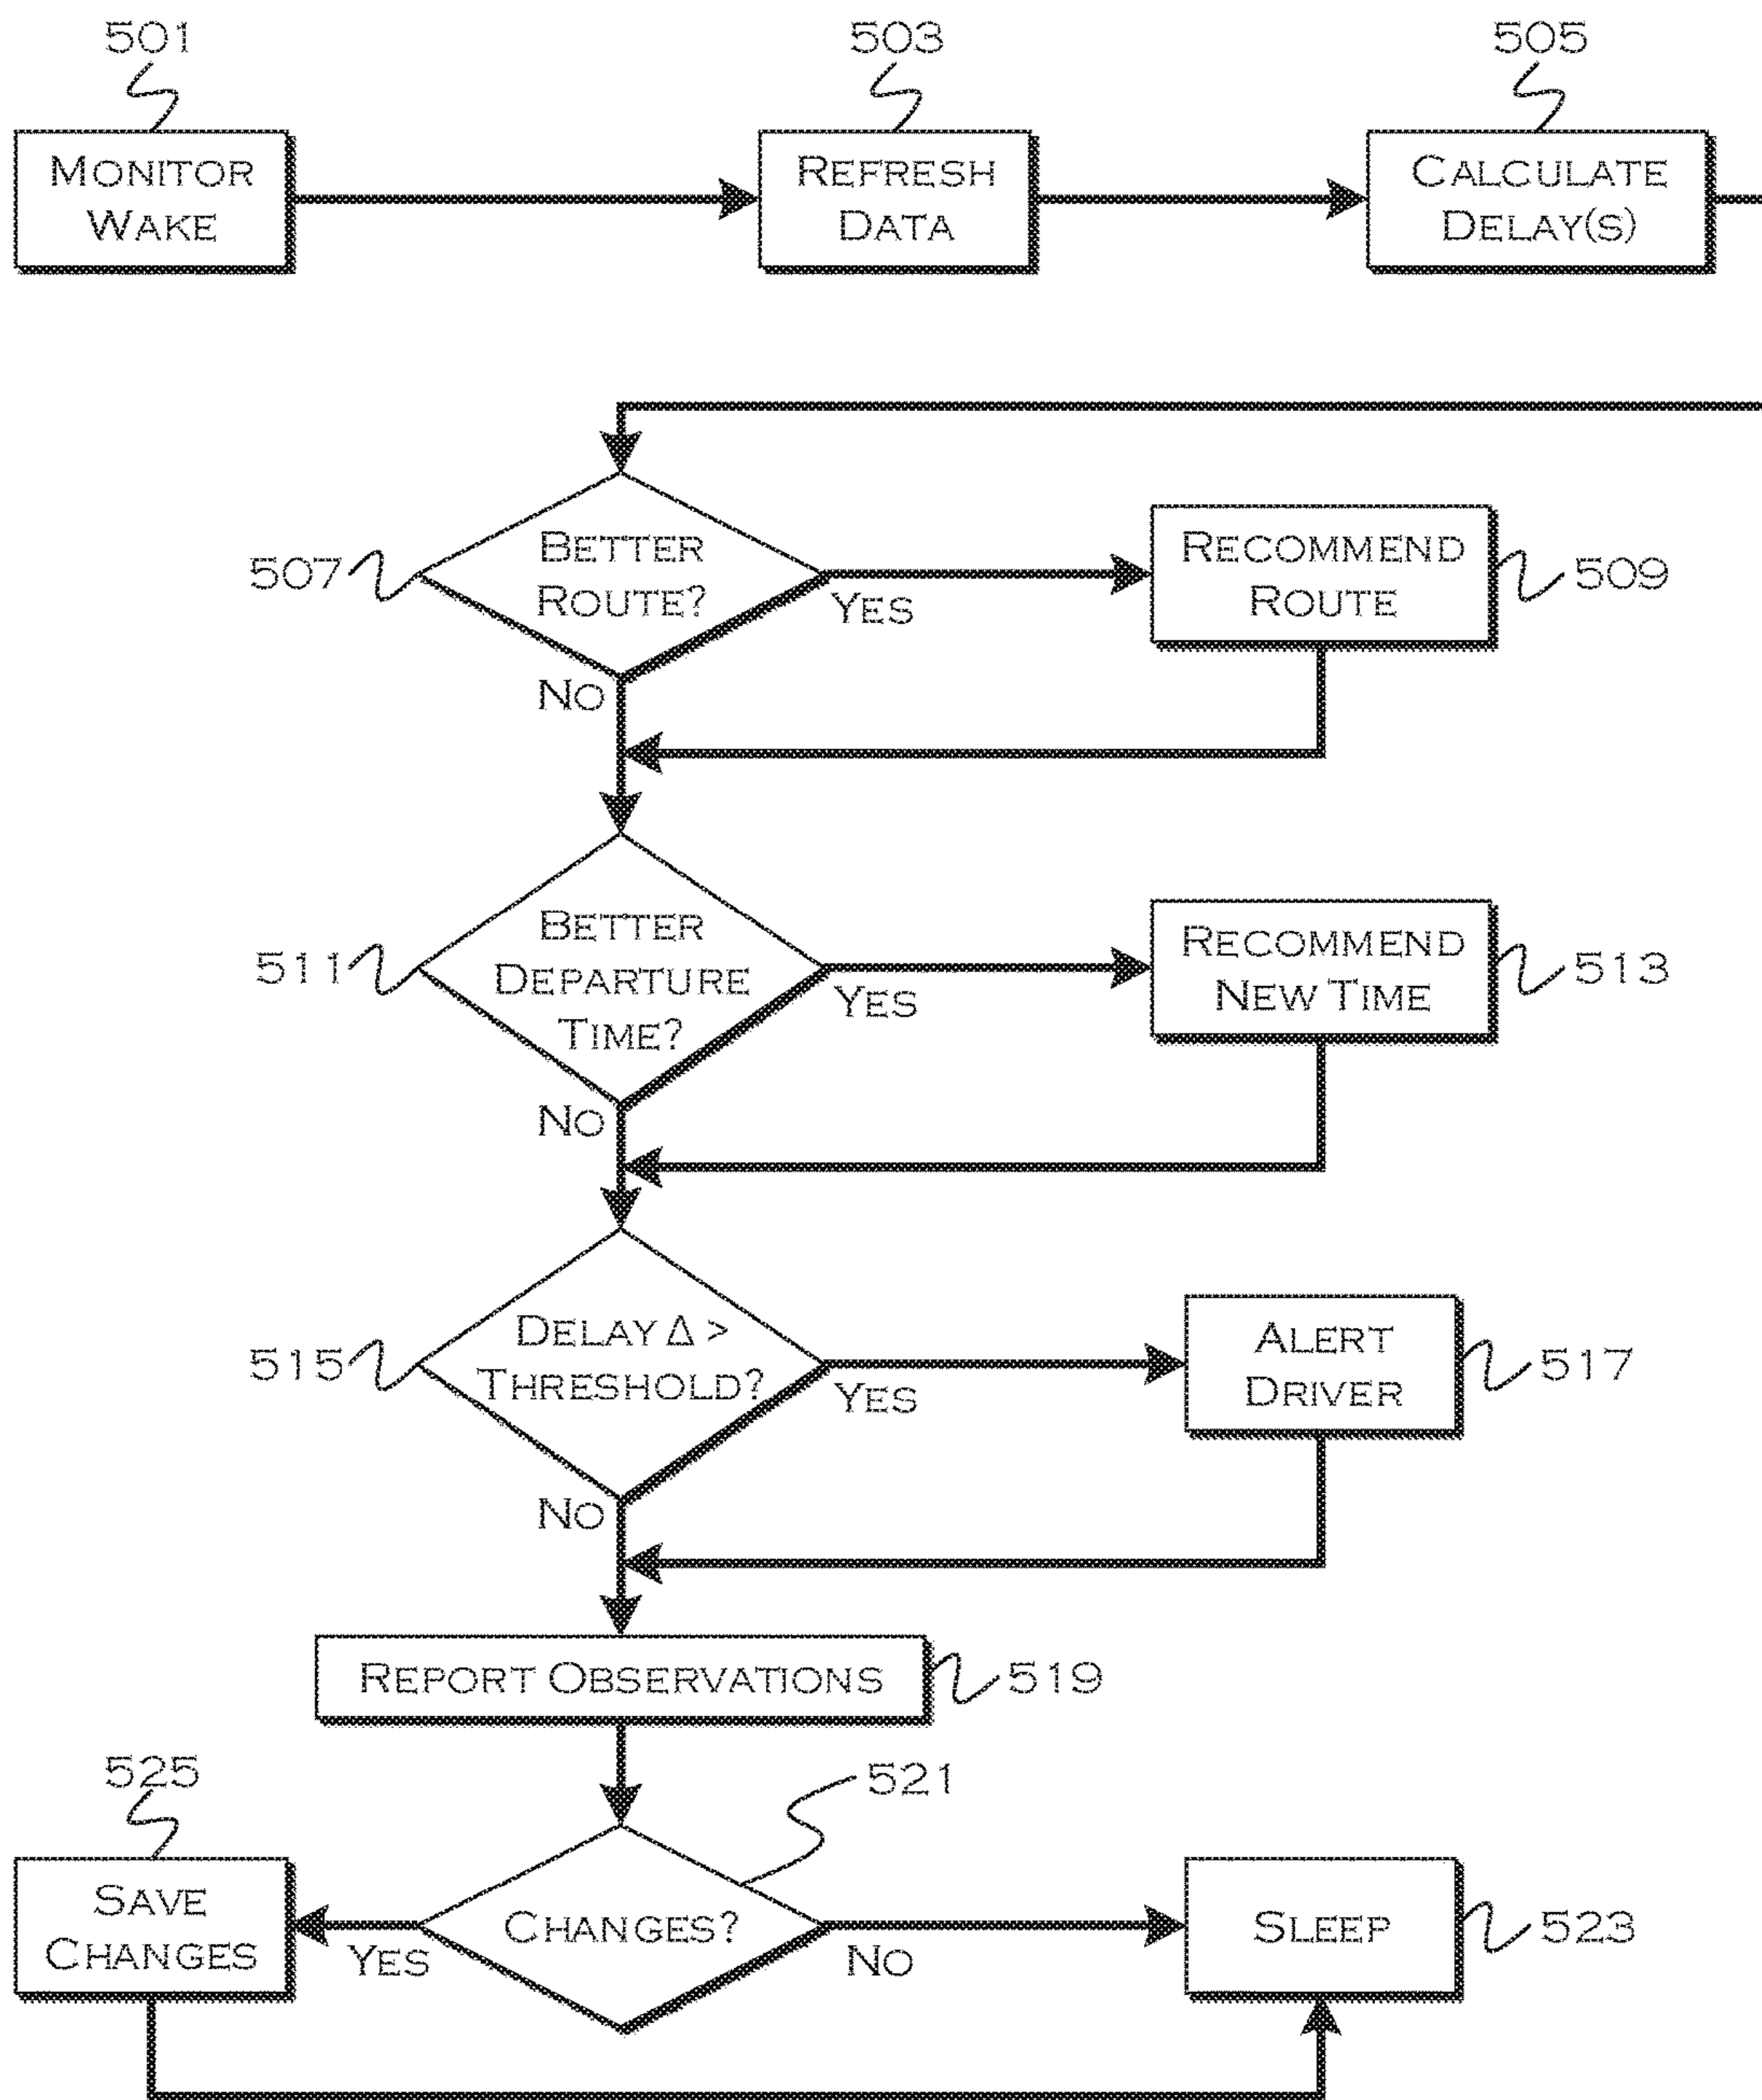 501
503
505
MONITOR
WAKE
REFRESH
DATA
CALCULATE
DELAY(S)
507
BETTER
ROUTE?
YES
NO
RECOMMEND
ROUTE
509
511
BETTER
DEPARTURE
TIME?
YES
NO
RECOMMEND
NEW TIME
513
515
DELAY Δ >
THRESHOLD?
YES
NO
ALERT
DRIVER
517
REPORT OBSERVATIONS
519
525
521
SAVE
CHANGES
YES
CHANGES?
NO
SLEEP
523